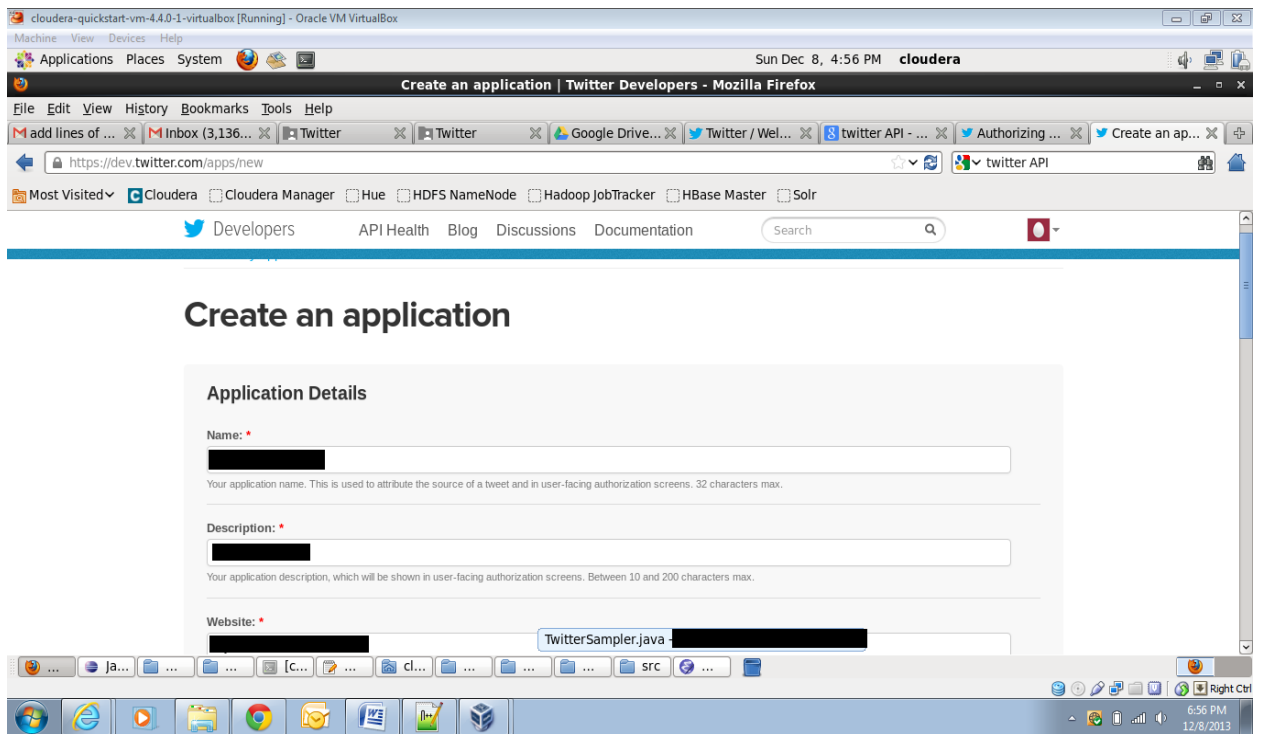 cloudera-quickstart-vm-4.4.0-1-virtualbox [Running] - Oracle VM VirtualBox
Machine View Devices Help
Applications Places System Sun Dec 8, 4:56 PM cloudera
Create an application | Twitter Developers - Mozilla Firefox
File Edit View History Bookmarks Tools Help
add lines of ... Inbox (3,136... Twitter Twitter Google Drive... Twitter / Wel... twitter API - ... Authorizing ... Create an ap...
https://dev.twitter.com/apps/new twitter API
Most Visited Cloudera Cloudera Manager Hue HDFS NameNode Hadoop JobTracker HBase Master Solr
Developers API Health Blog Discussions Documentation Search
Create an application
Application Details
Name: *
Your application name. This is used to attribute the source of a tweet and in user-facing authorization screens. 32 characters max.
Description: *
Your application description, which will be shown in user-facing authorization screens. Between 10 and 200 characters max.
Website: *
TwitterSampler.java -
... Ja... ... ... [c... ... cl... ... ... ... src ...
Right Ctrl
6:56 PM
12/8/2013